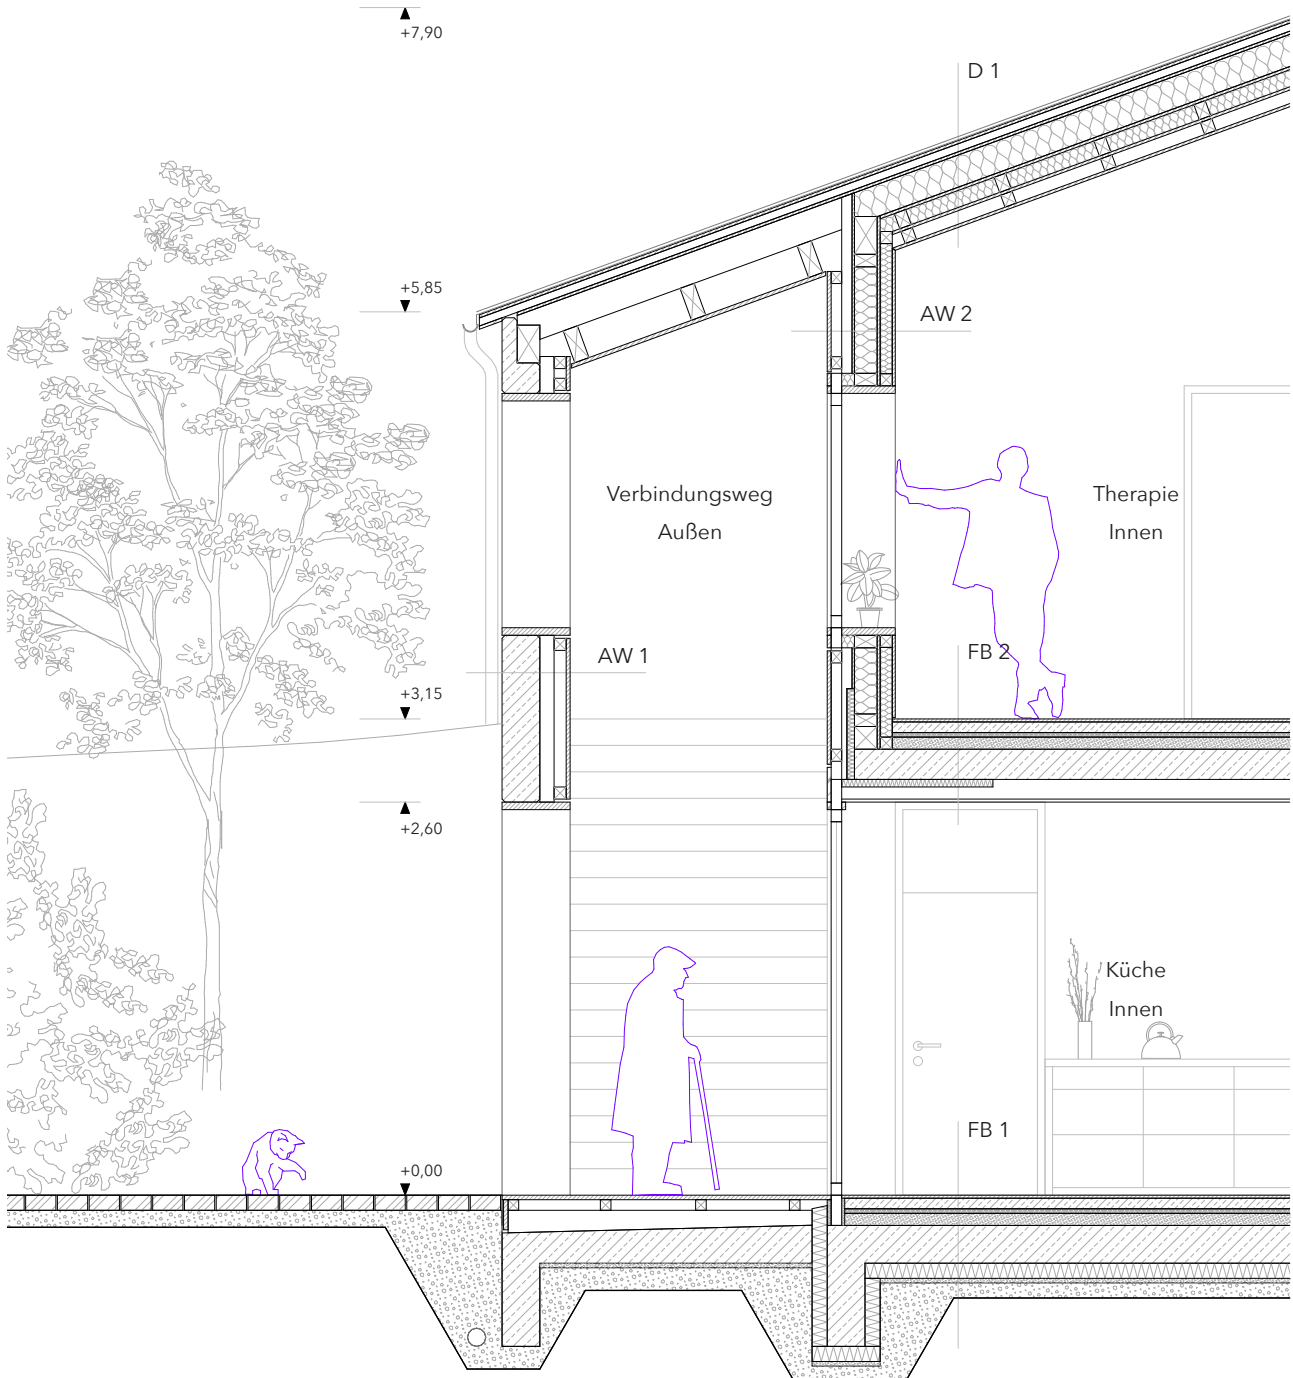 +7,90
D 1
+5,85
AW 2
Verbindungsweg
Außen
Therapie
Innen
AW 1
FB 2
+3,15
+2,60
Küche
Innen
FB 1
+0,00